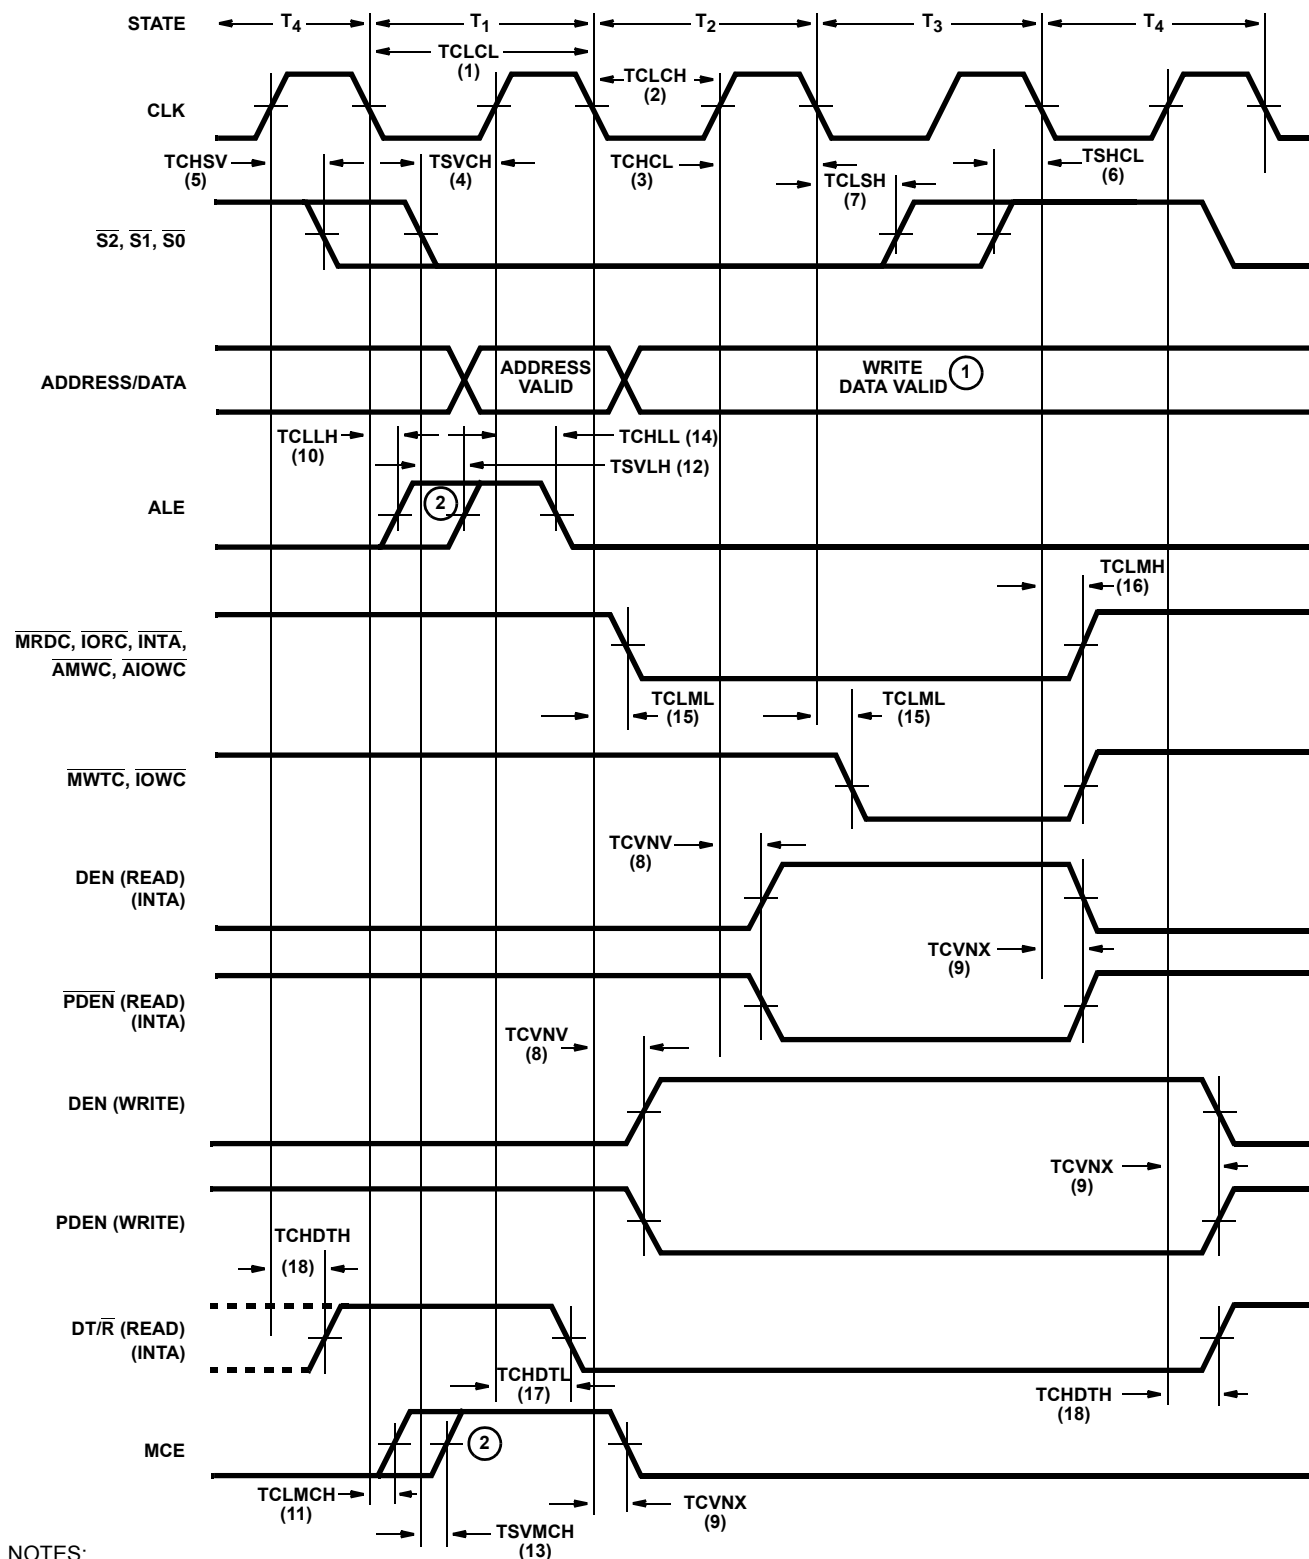 STATE T4 T1 T2 T3 T4
TCLCL
(1)
TCLCH
(2)
CLK
TCHSV
(5)
TSVCH
(4)
TCHCL
(3)
TCLSH
(7)
TSHCL
(6)
S2, S1, S0
ADDRESS/DATA
ADDRESS
VALID
WRITE
DATA VALID 1
TCLLH
(10)
TCHLL (14)
TSVLH (12)
ALE
2
TCLMH
(16)
MRDC, IORC, INTA,
AMWC, AIOWC
TCLML
(15)
TCLML
(15)
MWTC, IOWC
TCVNV
(8)
DEN (READ)
(INTA)
TCVNX
(9)
PDEN (READ)
(INTA)
TCVNV
(8)
DEN (WRITE)
TCVNX
(9)
PDEN (WRITE)
TCHDTH
(18)
DT/R (READ)
(INTA)
TCHDTL
(17)
TCHDTH
(18)
MCE
2
TCLMCH
(11)
TCVNX
(9)
TSVMCH
(13)
NOTES: